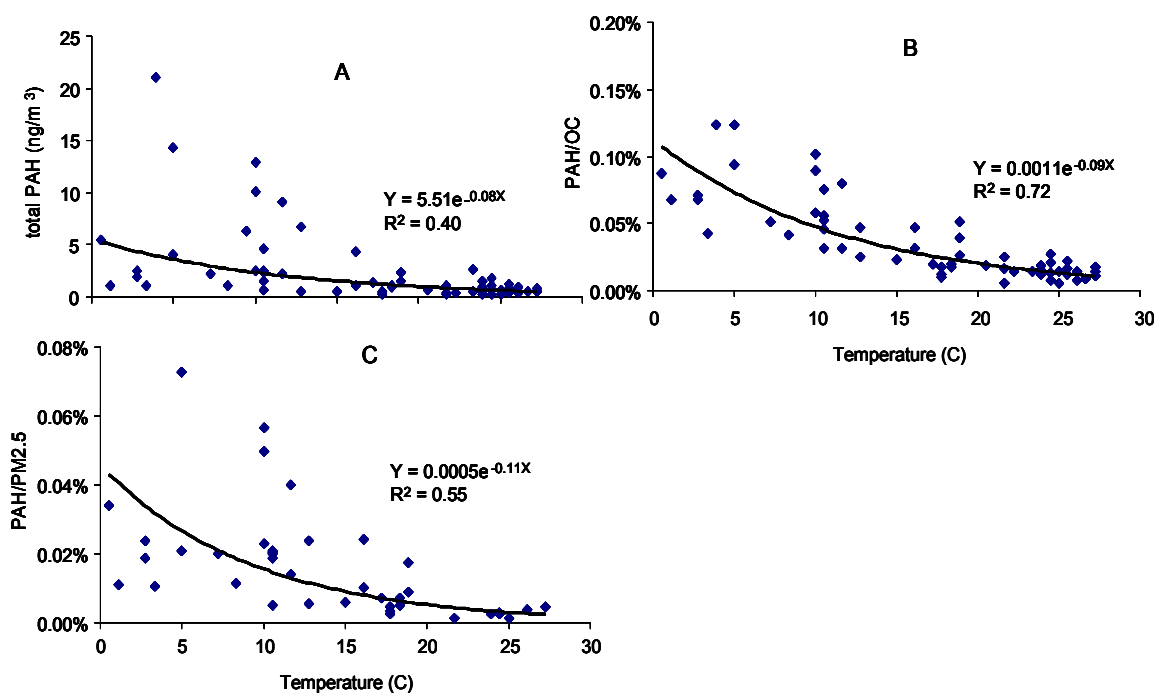 A
total PAH (ng/m³)
25
20
15
10
5
0
Y = 5.51e⁻⁰·⁰⁸ˣ
R² = 0.40
B
PAH/OC
0.20%
0.15%
0.10%
0.05%
0.00%
Y = 0.0011e⁻⁰·⁰⁹ˣ
R² = 0.72
0 5 10 15 20 25 30
Temperature (C)
C
PAH/PM2.5
0.08%
0.06%
0.04%
0.02%
0.00%
Y = 0.0005e⁻⁰·¹¹ˣ
R² = 0.55
0 5 10 15 20 25 30
Temperature (C)